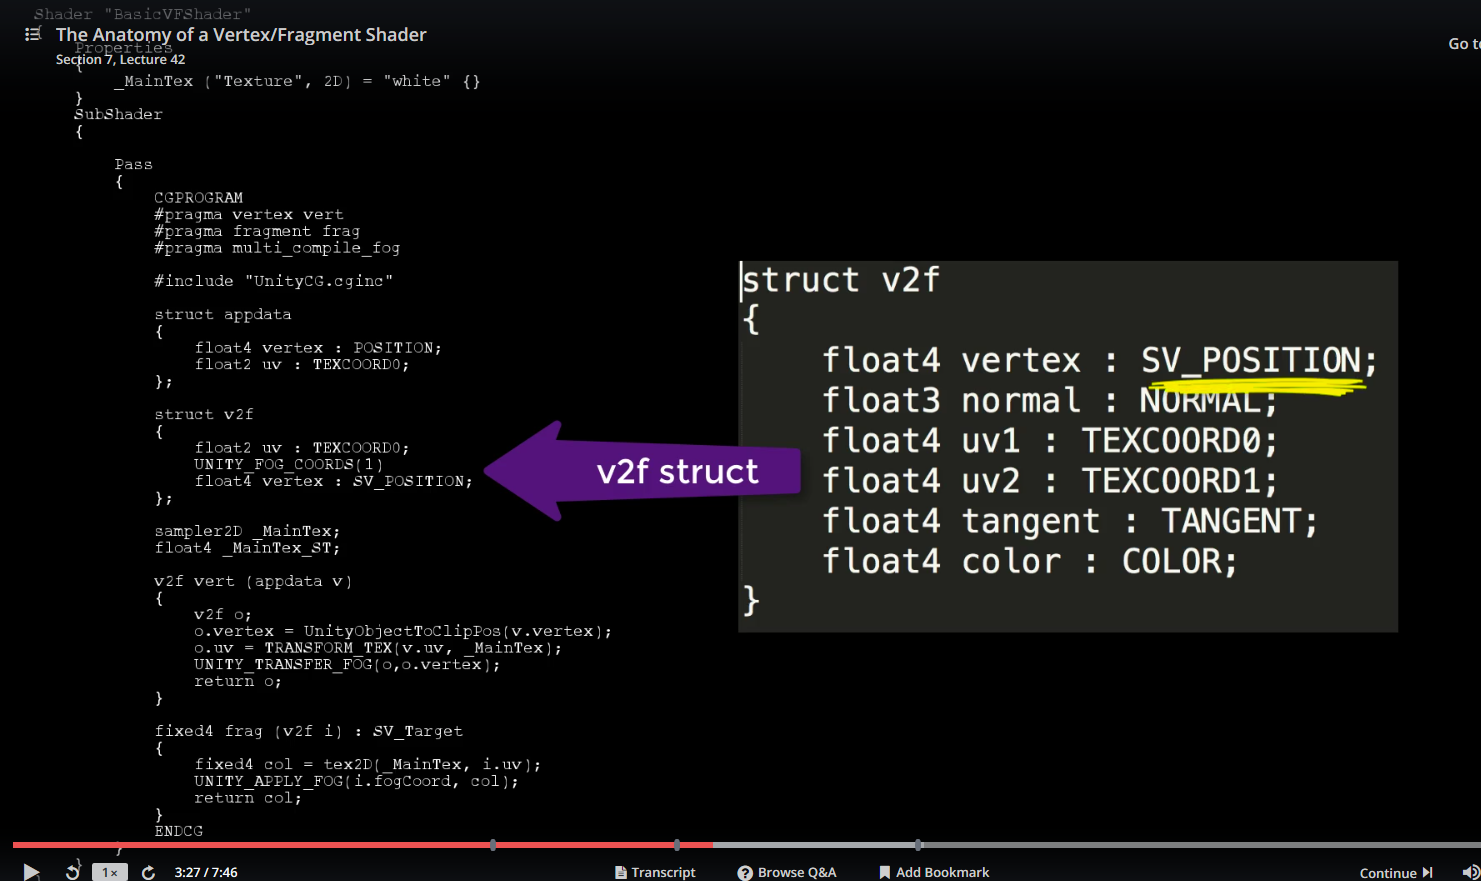 Shader "BasicVFShader"
{
The Anatomy of a Vertex/Fragment Shader
Go to
Properties
Section 7, Lecture 42
{
_MainTex ("Texture", 2D) = "white" {}
}
SubShader
{
Pass
{
CGPROGRAM
#pragma vertex vert
#pragma fragment frag
#pragma multi_compile_fog
#include "UnityCG.cginc"
struct appdata
{
float4 vertex : POSITION;
float2 uv : TEXCOORD0;
};
struct v2f
{
float2 uv : TEXCOORD0;
UNITY_FOG_COORDS(1)
float4 vertex : SV_POSITION;
};
sampler2D _MainTex;
float4 _MainTex_ST;
v2f vert (appdata v)
{
v2f o;
o.vertex = UnityObjectToClipPos(v.vertex);
o.uv = TRANSFORM_TEX(v.uv, _MainTex);
UNITY_TRANSFER_FOG(o,o.vertex);
return o;
}
fixed4 frag (v2f i) : SV_Target
{
fixed4 col = tex2D(_MainTex, i.uv);
UNITY_APPLY_FOG(i.fogCoord, col);
return col;
}
ENDCG
}
}
v2f struct
struct v2f
{
float4 vertex : SV_POSITION;
float3 normal : NORMAL;
float4 uv1 : TEXCOORD0;
float4 uv2 : TEXCOORD1;
float4 tangent : TANGENT;
float4 color : COLOR;
}
1x
3:27 / 7:46
Transcript
Browse Q&A
Add Bookmark
Continue